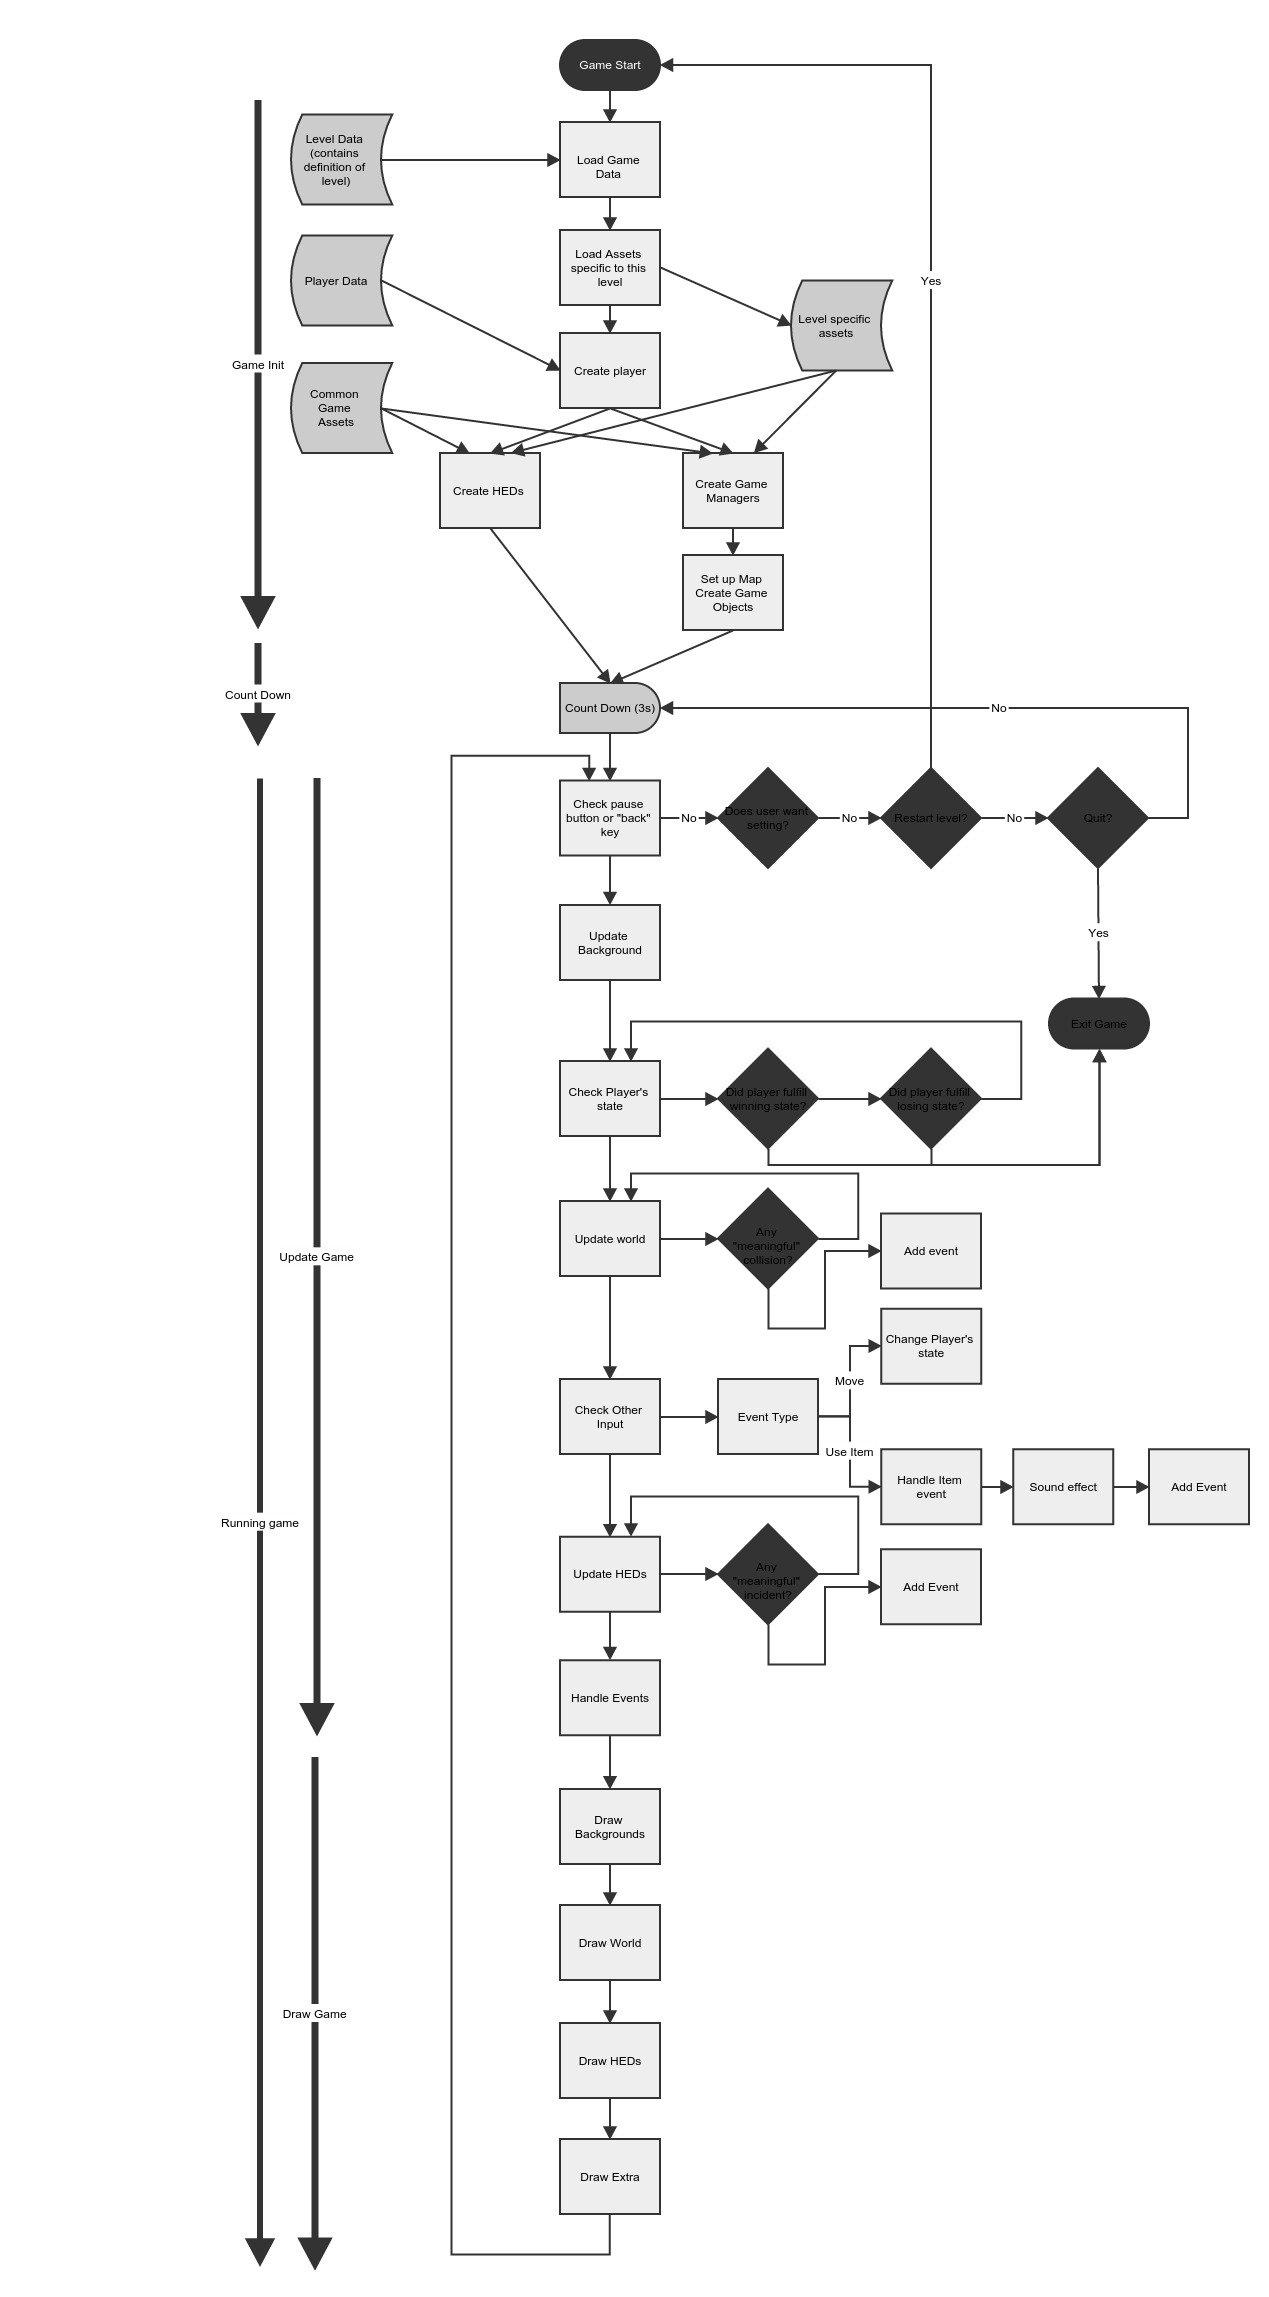 Game Start
Level Data
(contains
definition of
level)
Load Game
Data
Player Data
Load Assets
specific to this
level
Yes
Level specific
assets
Game Init
Create player
Common
Game
Assets
Create HEDs
Create Game
Managers
Set up Map
Create Game
Objects
Count Down
Count Down (3s)
No
Check pause
button or "back"
key
No
Does user want
setting?
No
Restart level?
No
Quit?
Update
Background
Yes
Exit Game
Check Player's
state
Did player fulfill
winning state?
Did player fulfill
losing state?
Update Game
Update world
Any
"meaningful"
collision?
Add event
Change Player's
state
Move
Check Other
Input
Event Type
Use Item
Handle Item
event
Sound effect
Add Event
Running game
Update HEDs
Any
"meaningful"
incident?
Add Event
Handle Events
Draw
Backgrounds
Draw World
Draw Game
Draw HEDs
Draw Extra